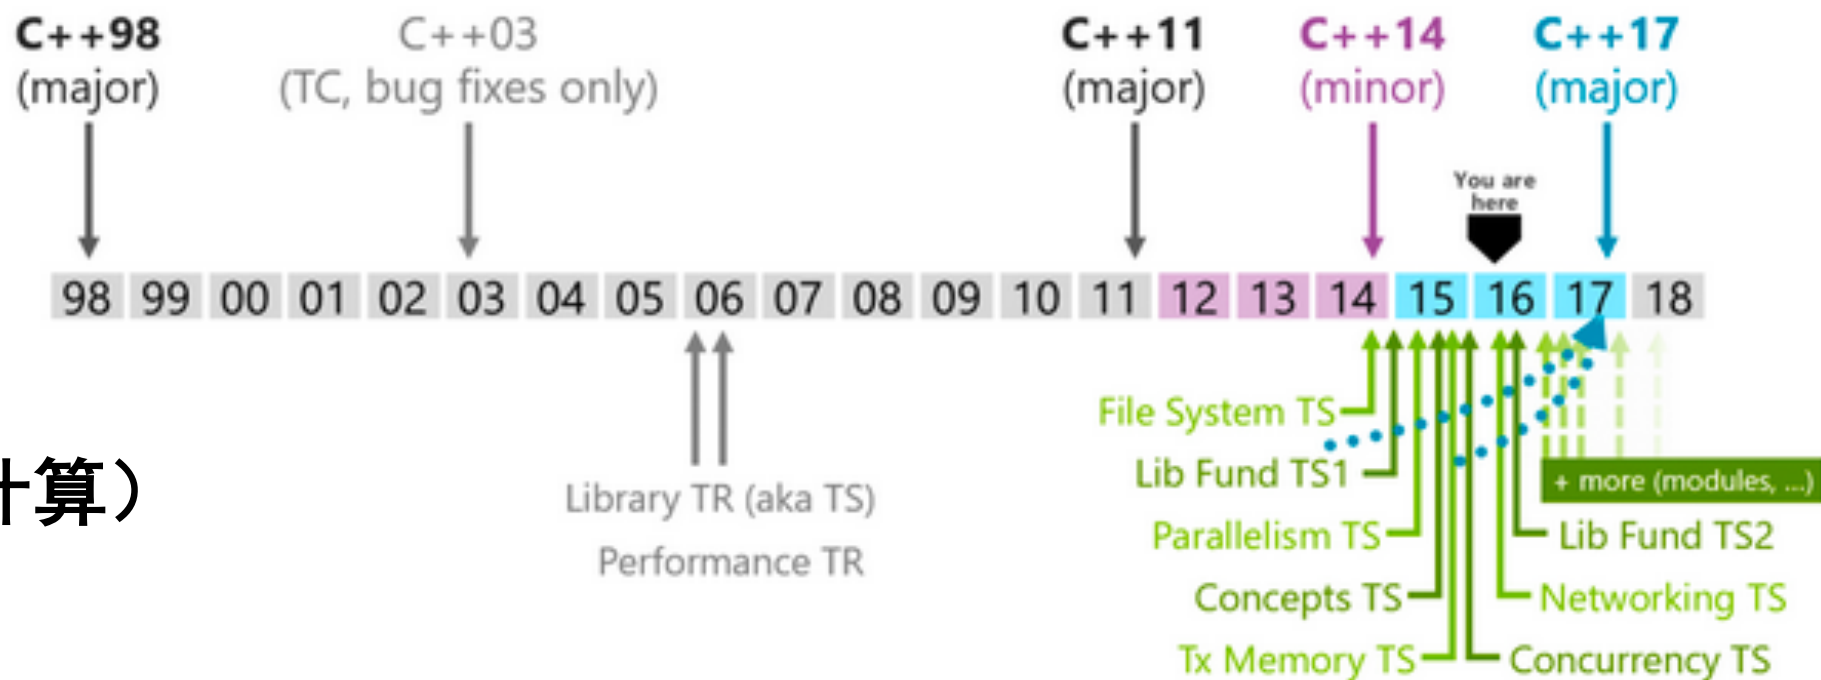 C++98
(major)
C++03
(TC, bug fixes only)
C++11
(major)
C++14
(minor)
C++17
(major)
You are
here
98 99 00 01 02 03 04 05 06 07 08 09 10 11 12 13 14 15 16 17 18
File System TS
Lib Fund TS1
+ more (modules, ...)
计算）
Library TR (aka TS)
Parallelism TS
Lib Fund TS2
Performance TR
Concepts TS
Networking TS
Tx Memory TS
Concurrency TS